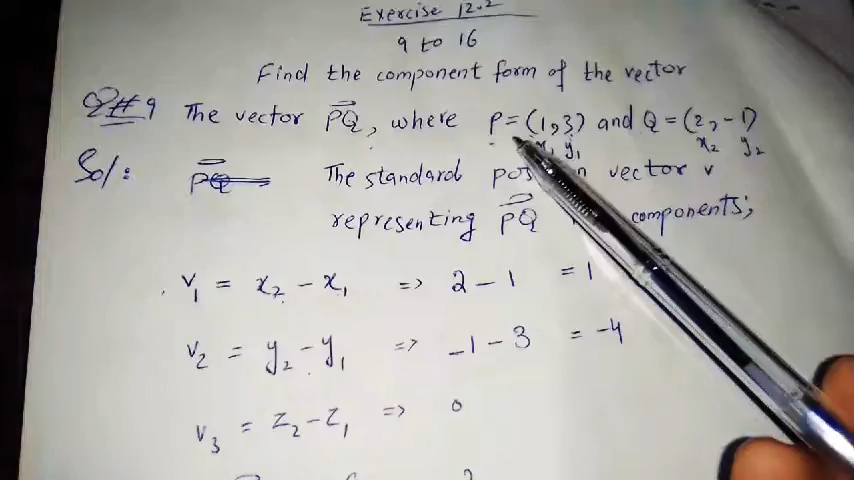 Exercise 12.2
9 to 16
Find the component form of the vector
Q#9 The vector PQ, where P=(1,3) and Q=(2,-1)
x₁ y₁ x₂ y₂
Sol: The standard vector v
representing PQ components;
v₁ = x₂ - x₁ => 2 - 1 = 1
v₂ = y₂ - y₁ => -1 - 3 = -4
v₃ = z₂ - z₁ => 0